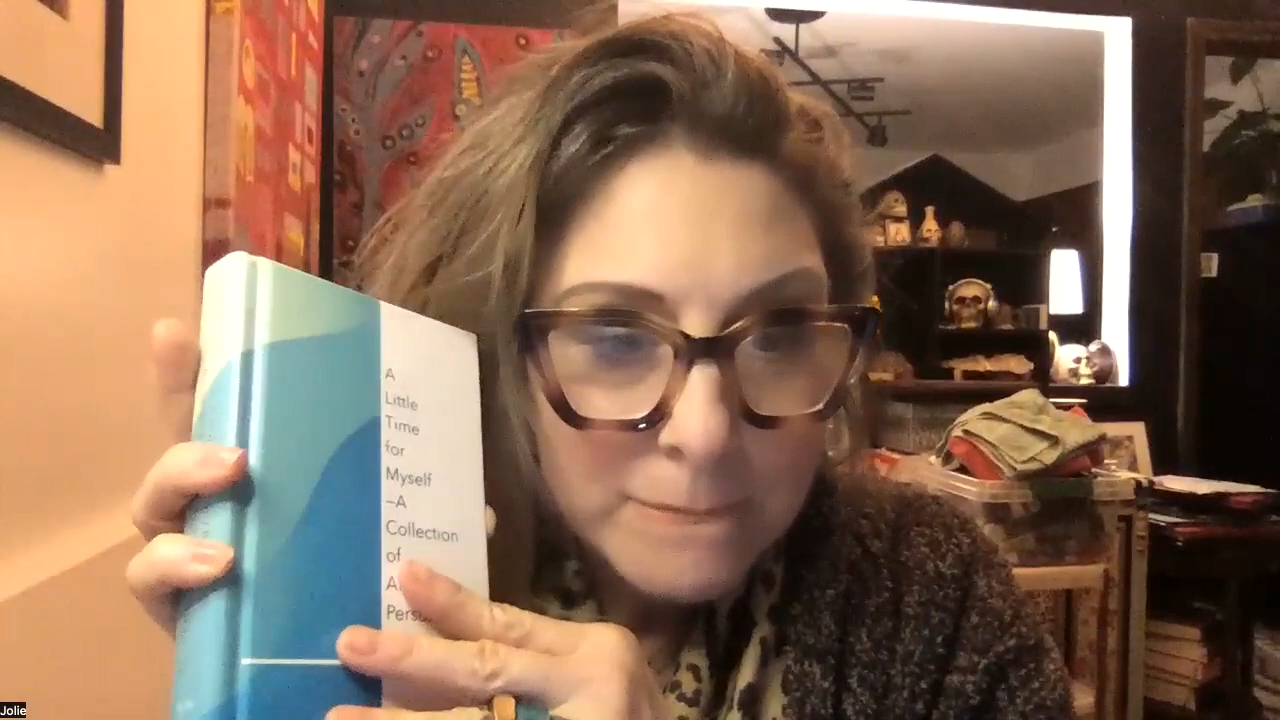 A
Little
Time
for
Myself
–A
Collection
of
Jolie